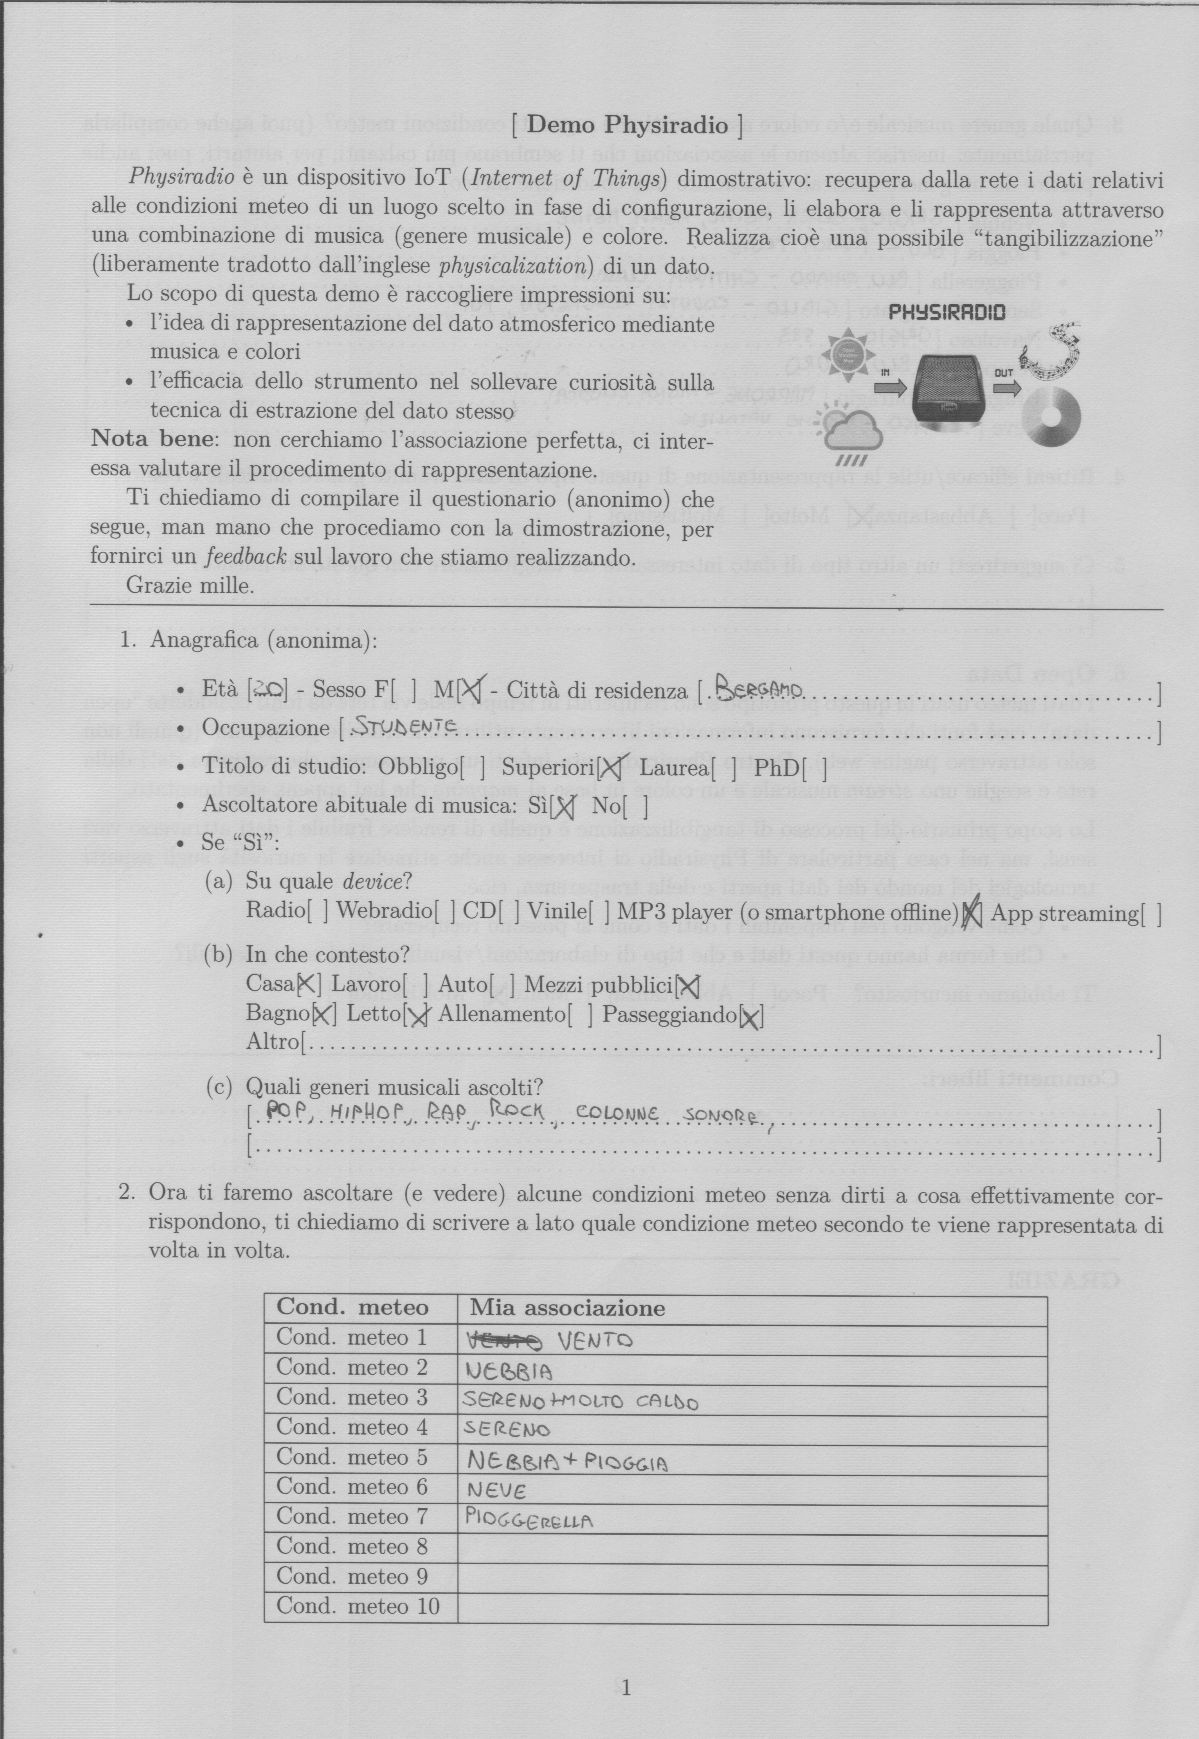 [ Demo Physiradio ]
Physiradio è un dispositivo IoT (Internet of Things) dimostrativo: recupera dalla rete i dati relativi
alle condizioni meteo di un luogo scelto in fase di configurazione, li elabora e li rappresenta attraverso
una combinazione di musica (genere musicale) e colore. Realizza cioè una possibile “tangibilizzazione”
(liberamente tradotto dall'inglese physicalization) di un dato.
Lo scopo di questa demo è raccogliere impressioni su:
• l'idea di rappresentazione del dato atmosferico mediante
musica e colori
• l'efficacia dello strumento nel sollevare curiosità sulla
tecnica di estrazione del dato stesso
Nota bene: non cerchiamo l'associazione perfetta, ci inter-
essa valutare il procedimento di rappresentazione.
Ti chiediamo di compilare il questionario (anonimo) che
segue, man mano che procediamo con la dimostrazione, per
fornirci un feedback sul lavoro che stiamo realizzando.
Grazie mille.
PHYSIRADIO
IN
OUT
1. Anagrafica (anonima):
• Età [20] - Sesso F[ ] M[X] - Città di residenza [.BERGAMO..............................]
• Occupazione [.STUDENTE..............................]
• Titolo di studio: Obbligo[ ] Superiori[X] Laurea[ ] PhD[ ]
• Ascoltatore abituale di musica: Sì[X] No[ ]
• Se “Sì”:
(a) Su quale device?
Radio[ ] Webradio[ ] CD[ ] Vinile[ ] MP3 player (o smartphone offline)[X] App streaming[ ]
(b) In che contesto?
Casa[X] Lavoro[ ] Auto[ ] Mezzi pubblici[X]
Bagno[X] Letto[X] Allenamento[ ] Passeggiando[X]
Altro[..............................]
(c) Quali generi musicali ascolti?
[.POP, HIPHOP, RAP, ROCK, COLONNE SONORE,..............................]
[..............................]
2. Ora ti faremo ascoltare (e vedere) alcune condizioni meteo senza dirti a cosa effettivamente cor-
rispondono, ti chiediamo di scrivere a lato quale condizione meteo secondo te viene rappresentata di
volta in volta.
Cond. meteo Mia associazione
Cond. meteo 1 VENTO VENTO
Cond. meteo 2 NEBBIA
Cond. meteo 3 SERENO+MOLTO CALDO
Cond. meteo 4 SERENO
Cond. meteo 5 NEBBIA+PIOGGIA
Cond. meteo 6 NEVE
Cond. meteo 7 PIOGGERELLA
Cond. meteo 8
Cond. meteo 9
Cond. meteo 10
1